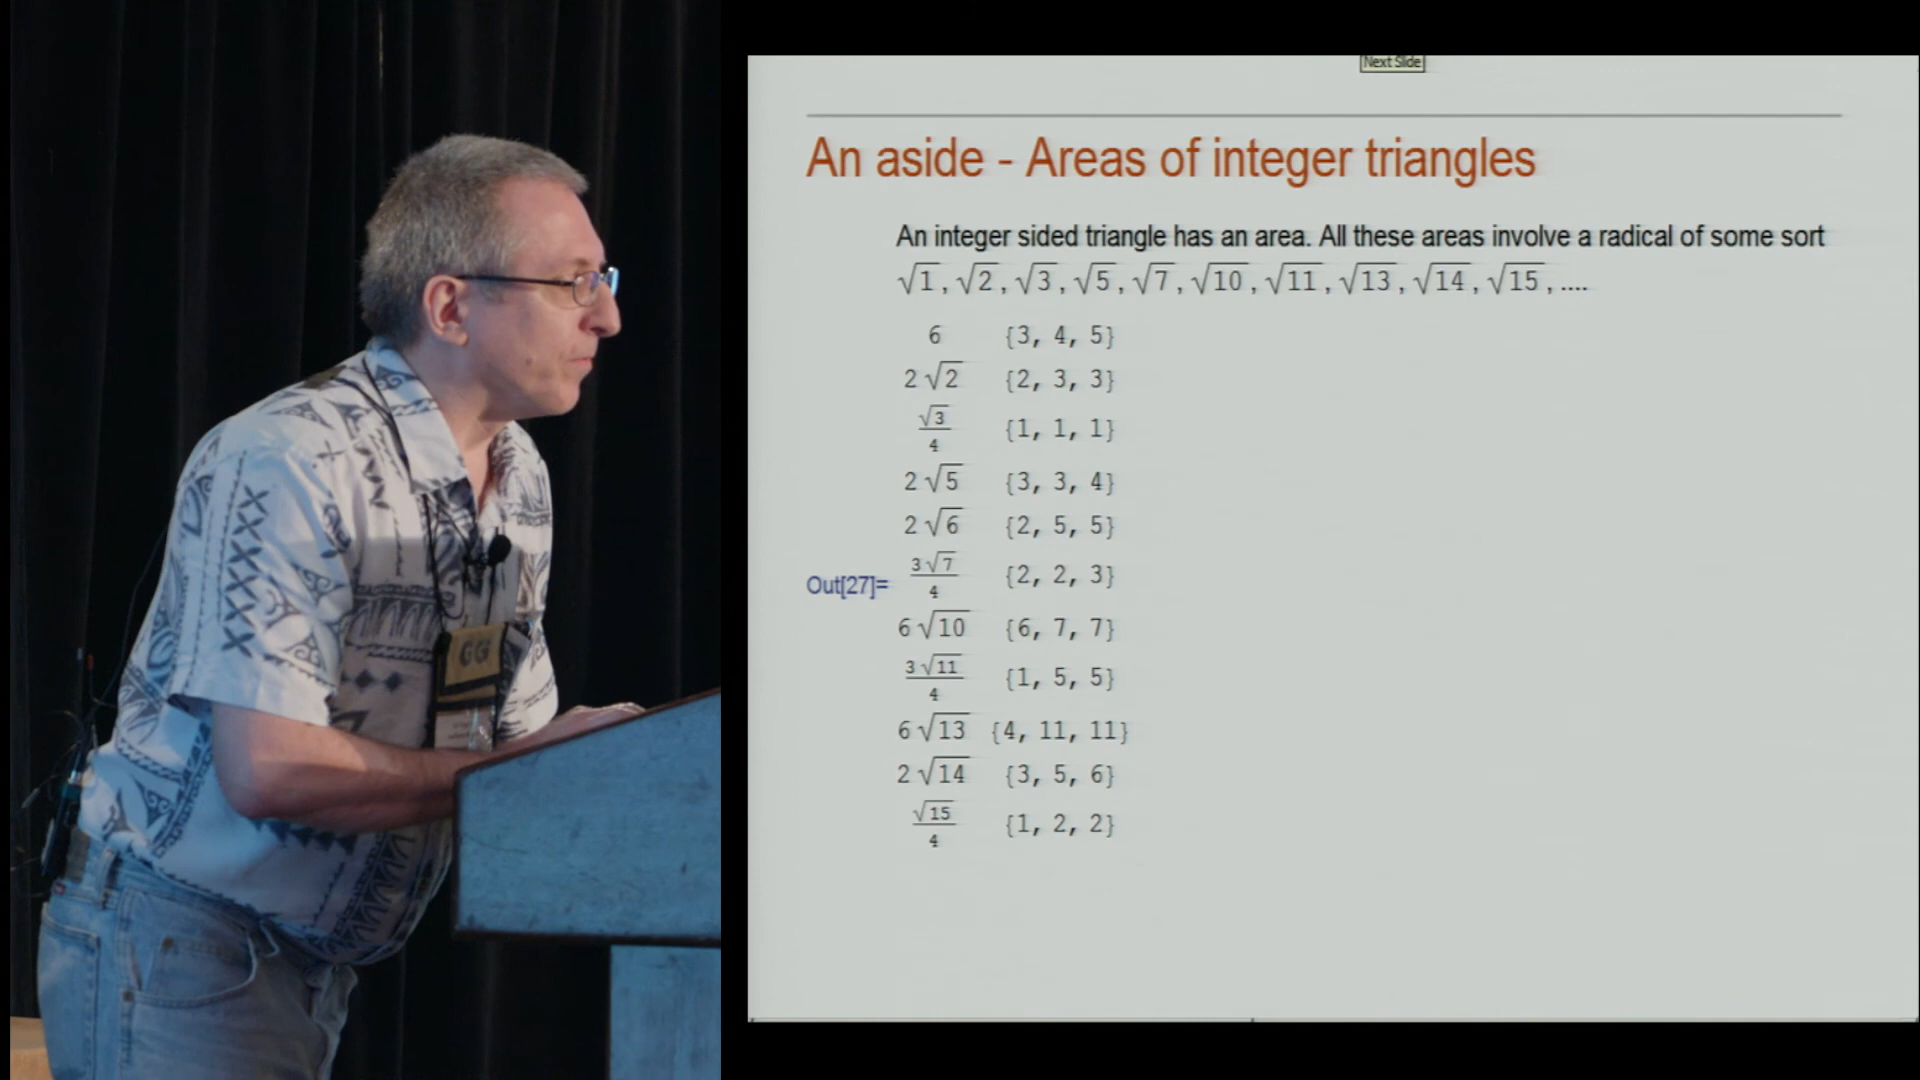 Next Slide
An aside - Areas of integer triangles
An integer sided triangle has an area. All these areas involve a radical of some sort
√1, √2, √3, √5, √7, √10, √11, √13, √14, √15, ....
6 {3, 4, 5}
2√2 {2, 3, 3}
√3/4 {1, 1, 1}
2√5 {3, 3, 4}
2√6 {2, 5, 5}
Out[27]= 3√7/4 {2, 2, 3}
6√10 {6, 7, 7}
3√11/4 {1, 5, 5}
6√13 {4, 11, 11}
2√14 {3, 5, 6}
√15/4 {1, 2, 2}
GG